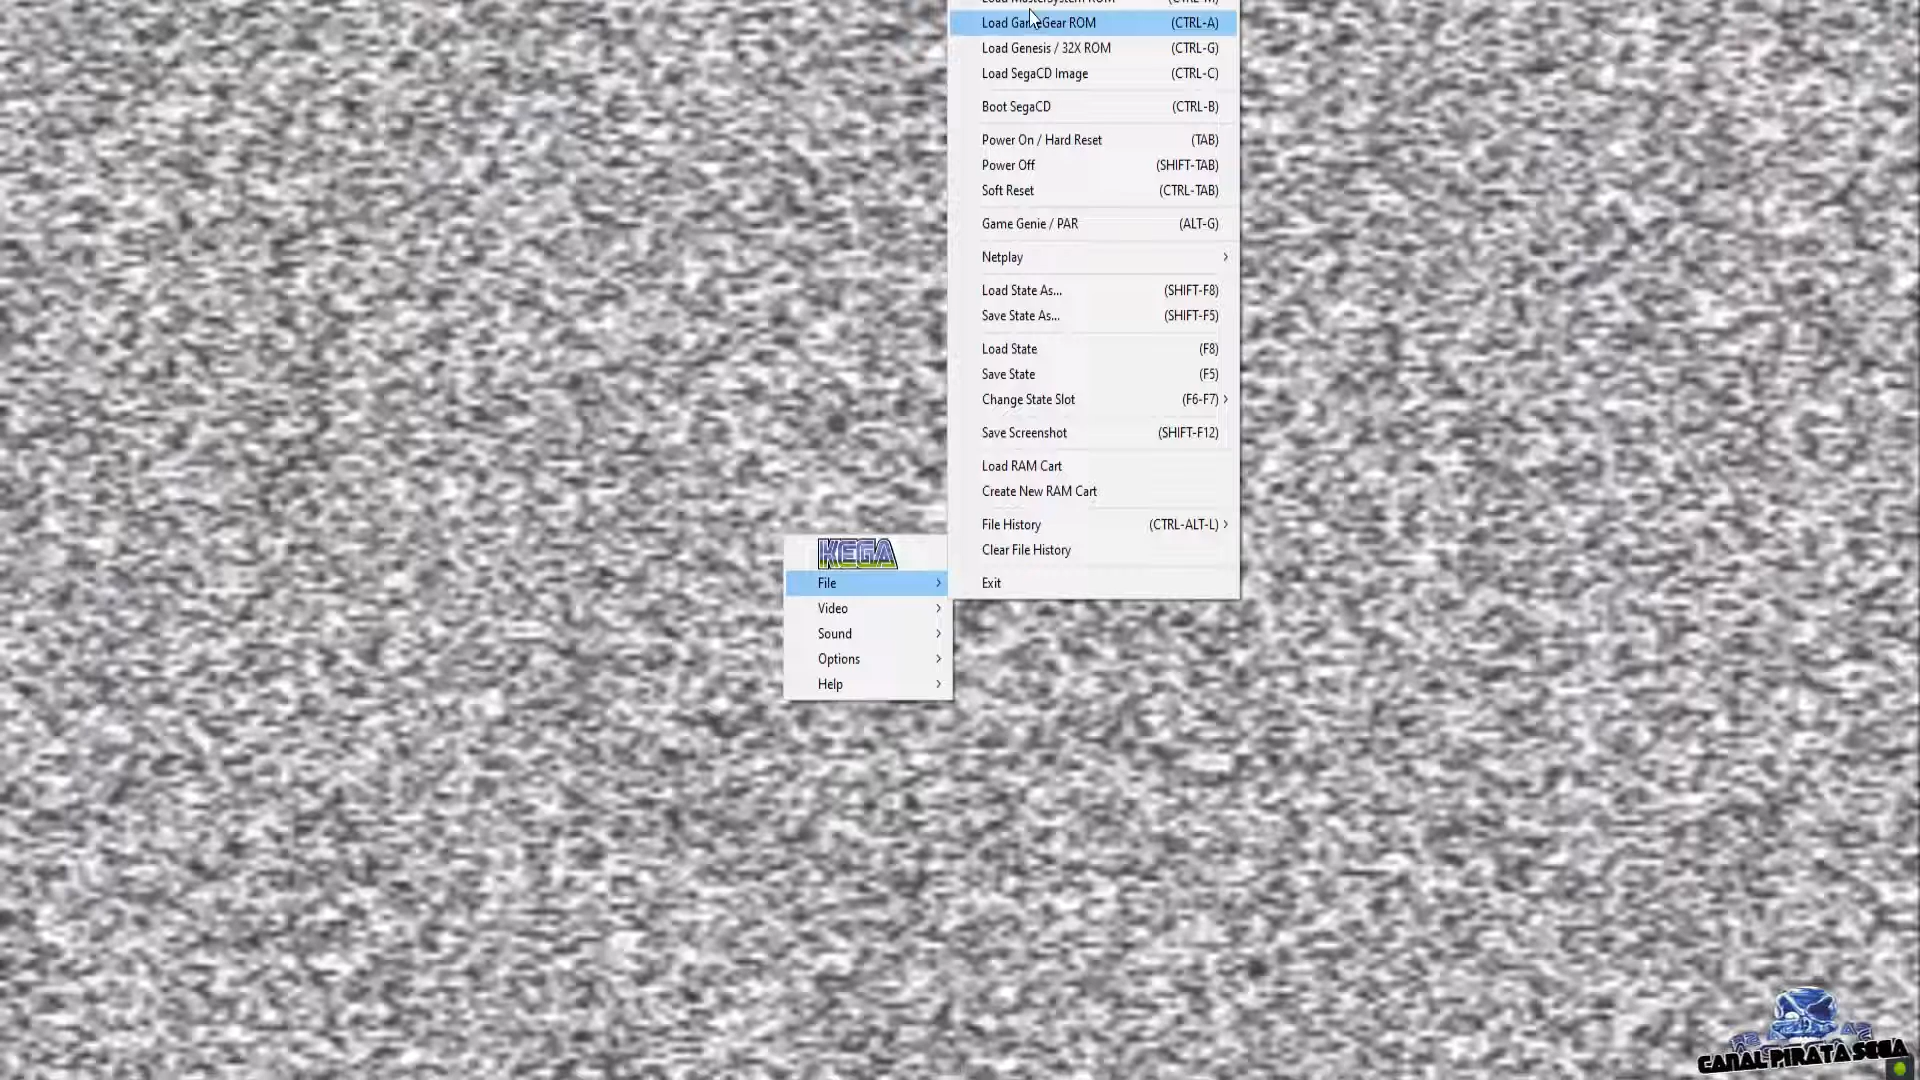 Load MasterSystem ROM (CTRL-M)
Load GameGear ROM (CTRL-A)
Load Genesis / 32X ROM (CTRL-G)
Load SegaCD Image (CTRL-C)
Boot SegaCD (CTRL-B)
Power On / Hard Reset (TAB)
Power Off (SHIFT-TAB)
Soft Reset (CTRL-TAB)
Game Genie / PAR (ALT-G)
Netplay
Load State As... (SHIFT-F8)
Save State As... (SHIFT-F5)
Load State (F8)
Save State (F5)
Change State Slot (F6-F7)
Save Screenshot (SHIFT-F12)
Load RAM Cart
Create New RAM Cart
File History (CTRL-ALT-L)
Clear File History
Exit
KEGA
File
Video
Sound
Options
Help
CANAL PIRATA SEGA